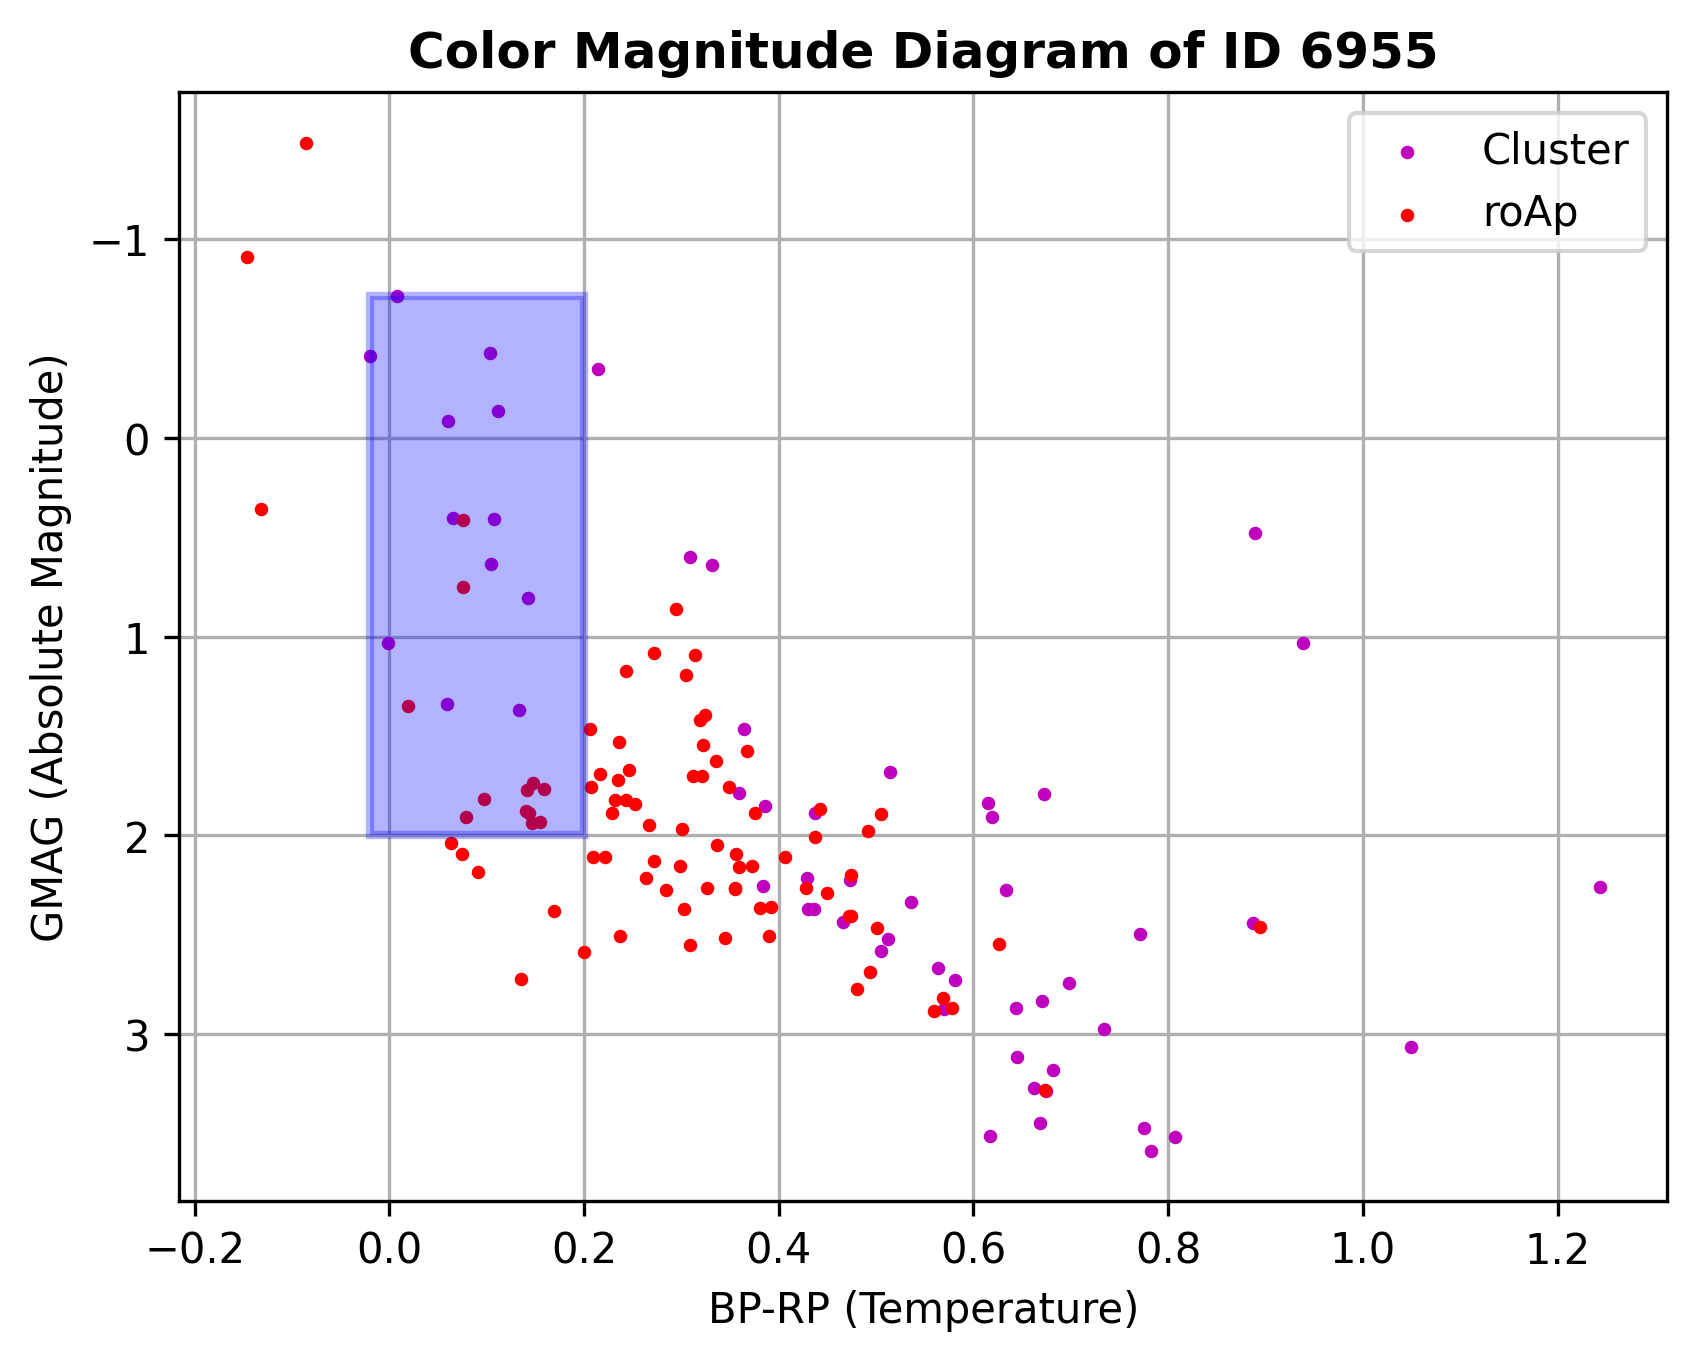 Color Magnitude Diagram of ID 6955
Cluster
roAp
GMAG (Absolute Magnitude)
−1
0
1
2
3
−0.2 0.0 0.2 0.4 0.6 0.8 1.0 1.2
BP-RP (Temperature)